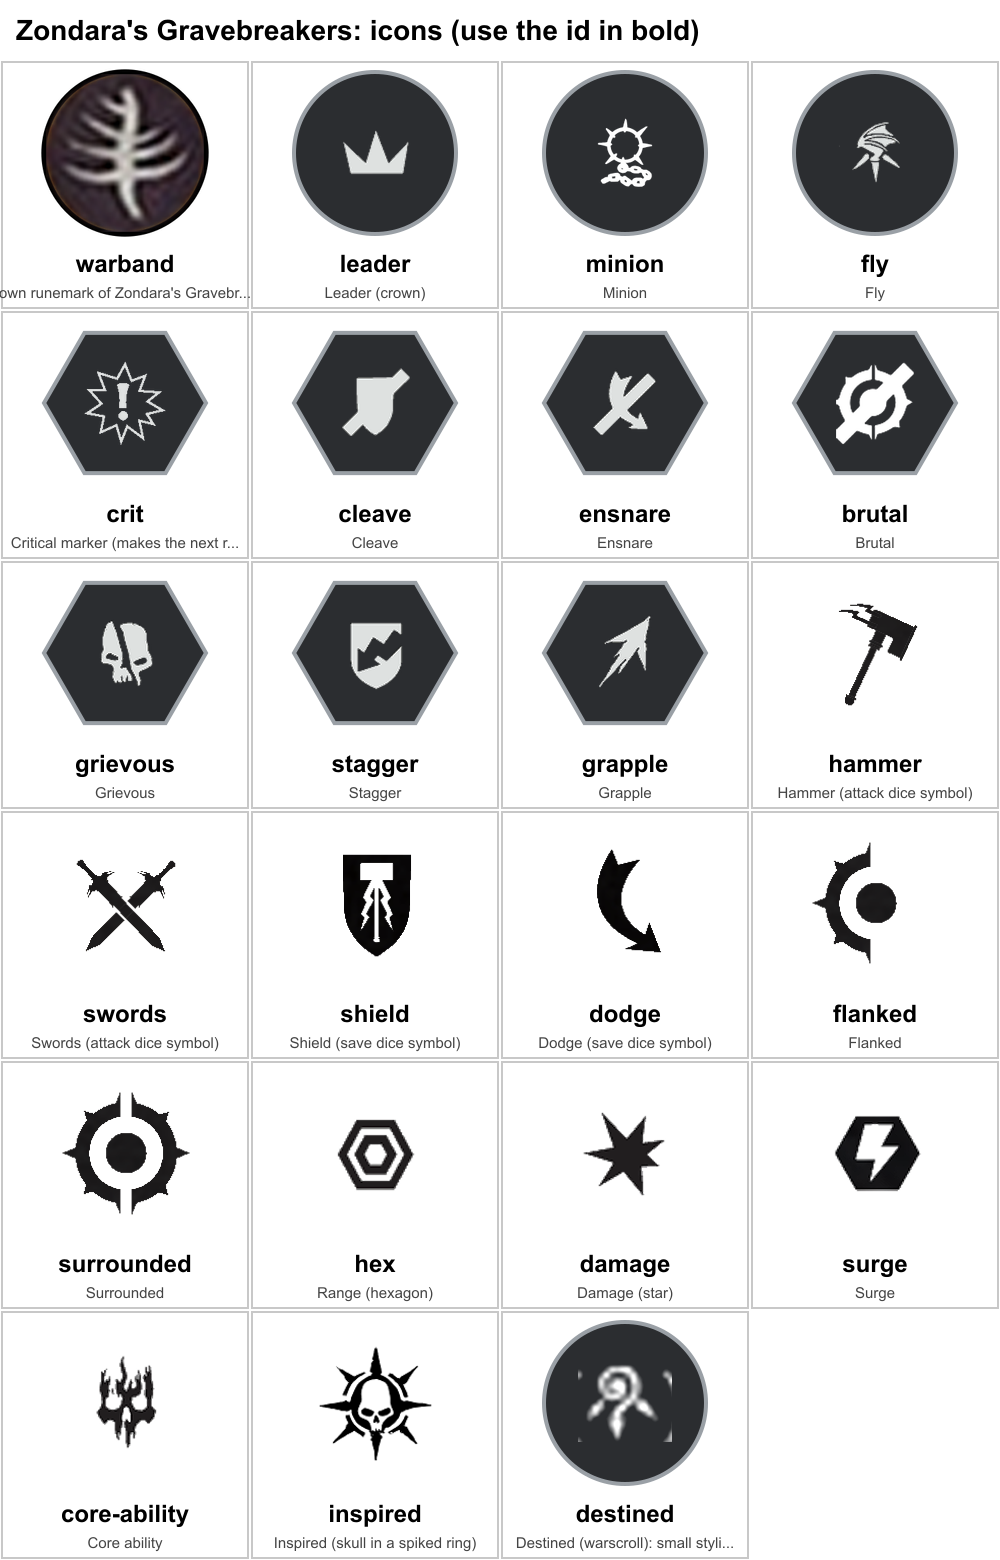 Zondara's Gravebreakers: icons (use the id in bold)
warband
own runemark of Zondara's Gravebr...
leader
Leader (crown)
minion
Minion
fly
Fly
crit
Critical marker (makes the next r...
cleave
Cleave
ensnare
Ensnare
brutal
Brutal
grievous
Grievous
stagger
Stagger
grapple
Grapple
hammer
Hammer (attack dice symbol)
swords
Swords (attack dice symbol)
shield
Shield (save dice symbol)
dodge
Dodge (save dice symbol)
flanked
Flanked
surrounded
Surrounded
hex
Range (hexagon)
damage
Damage (star)
surge
Surge
core-ability
Core ability
inspired
Inspired (skull in a spiked ring)
destined
Destined (warscroll): small styli...